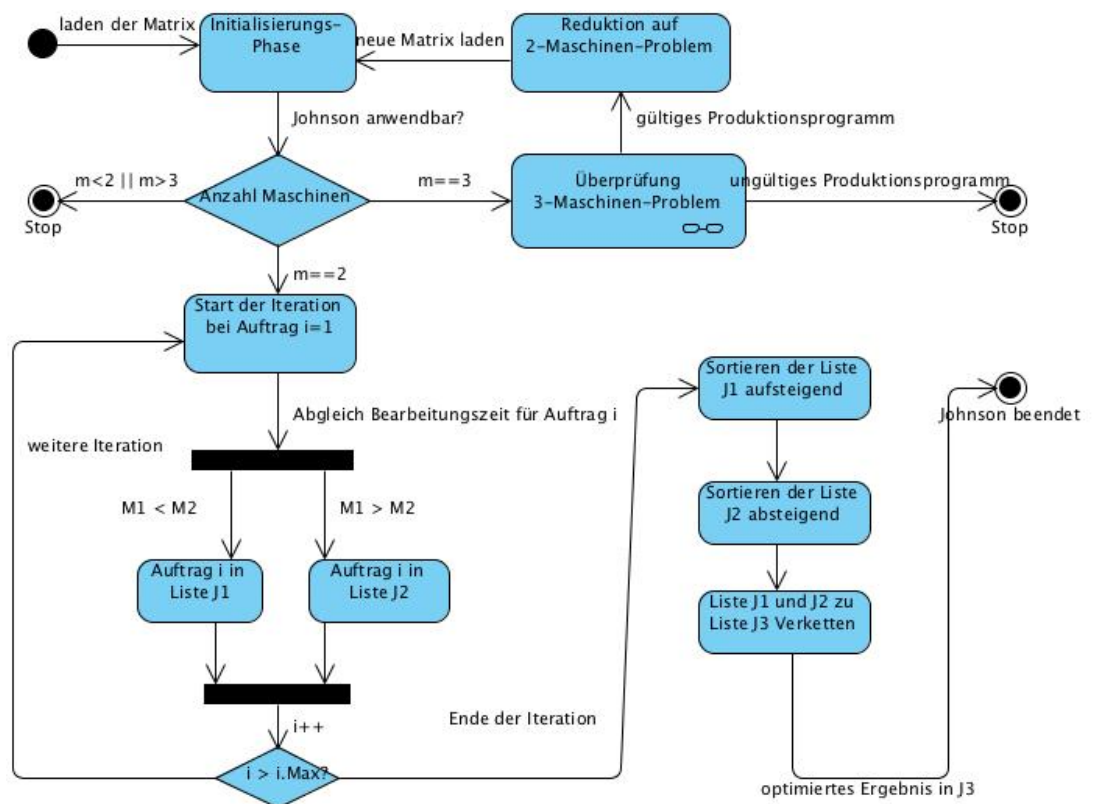 laden der Matrix
Initialisierungs-
Phase
neue Matrix laden
Reduktion auf
2-Maschinen-Problem
Johnson anwendbar?
gültiges Produktionsprogramm
m<2 || m>3
Anzahl Maschinen
m==3
Überprüfung
3-Maschinen-Problem
ungültiges Produktionsprogramm
Stop
Stop
m==2
Start der Iteration
bei Auftrag i=1
Abgleich Bearbeitungszeit für Auftrag i
weitere Iteration
M1 < M2
M1 > M2
Auftrag i in
Liste J1
Auftrag i in
Liste J2
i++
i > i.Max?
Ende der Iteration
Sortieren der Liste
J1 aufsteigend
Sortieren der Liste
J2 absteigend
Liste J1 und J2 zu
Liste J3 Verketten
optimiertes Ergebnis in J3
Johnson beendet